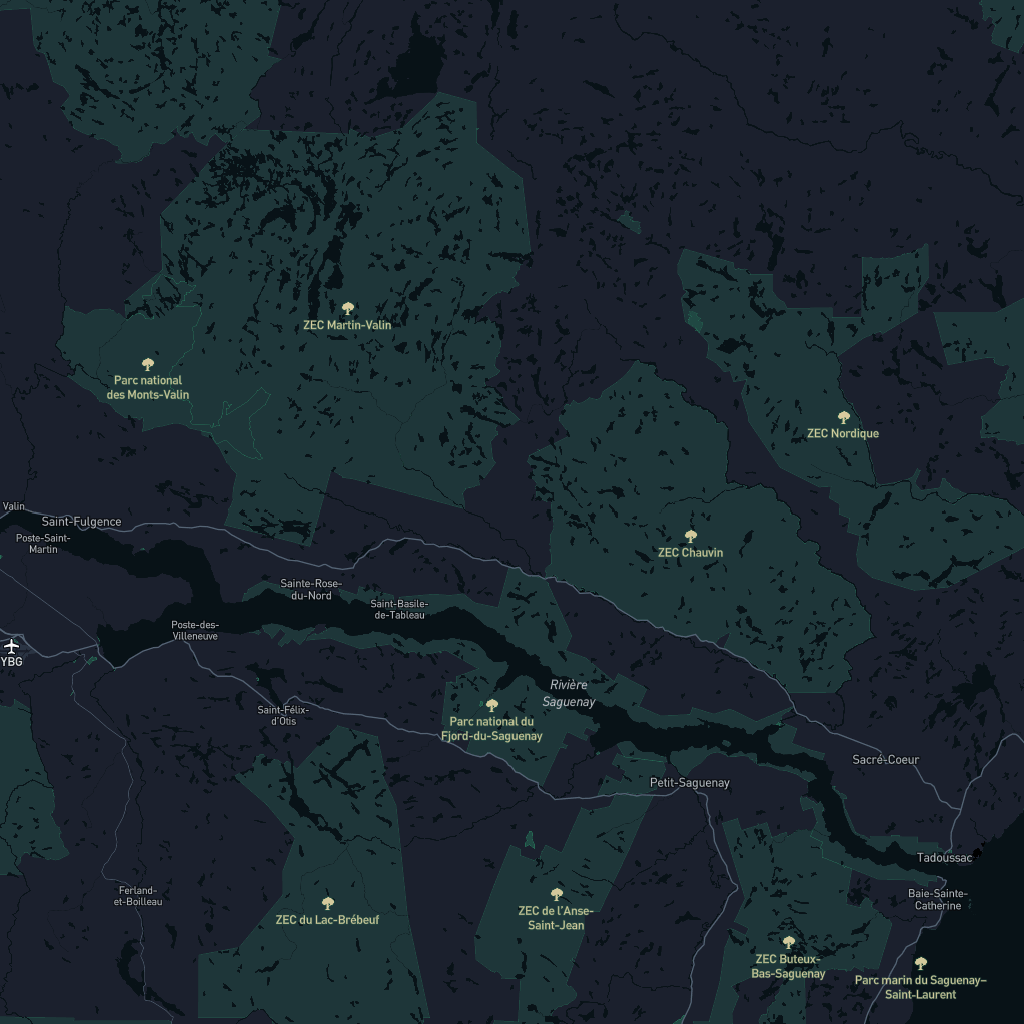 ZEC Martin-Valin
Parc national
des Monts-Valin
ZEC Nordique
Valin
Saint-Fulgence
Poste-Saint-
Martin
ZEC Chauvin
Sainte-Rose-
du-Nord
Saint-Basile-
de-Tableau
Poste-des-
Villeneuve
YBG
Rivière
Saguenay
Saint-Félix-
d'Otis
Parc national du
Fjord-du-Saguenay
Sacré-Coeur
Petit-Saguenay
Tadoussac
Ferland-
et-Boilleau
Baie-Sainte-
Catherine
ZEC du Lac-Brébeuf
ZEC de l'Anse-
Saint-Jean
ZEC Buteux-
Bas-Saguenay
Parc marin du Saguenay–
Saint-Laurent